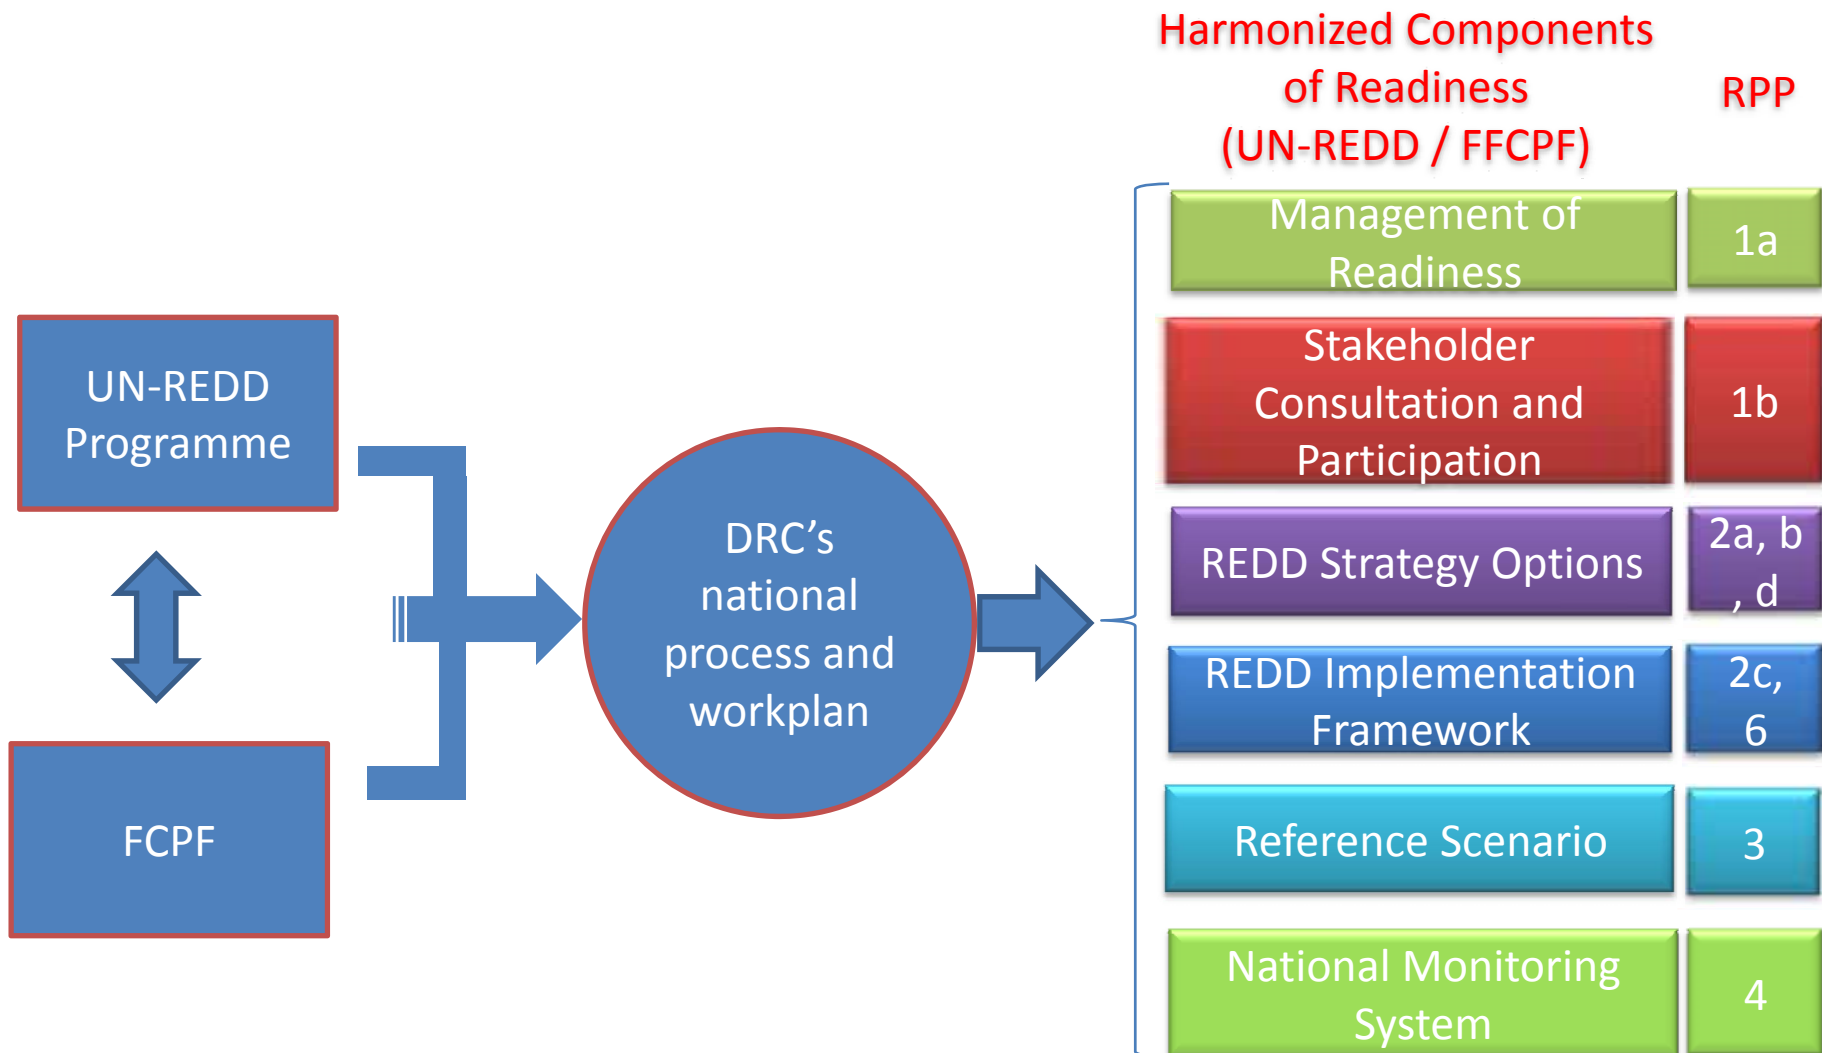 Harmonized Components
of Readiness
(UN-REDD / FFCPF)
RPP
Management of
Readiness
1a
Stakeholder
Consultation and
Participation
1b
REDD Strategy Options
2a, b
, d
REDD Implementation
Framework
2c,
6
Reference Scenario
3
National Monitoring
System
4
UN-REDD
Programme
FCPF
DRC’s
national
process and
workplan